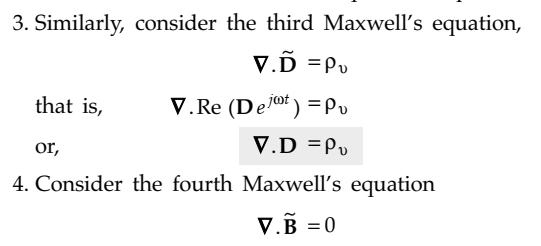 3. Similarly, consider the third Maxwell's equation,
∇.D̃ =ρυ
that is, ∇.Re (D e^jωt) =ρυ
or, ∇.D =ρυ
4. Consider the fourth Maxwell's equation
∇.B̃ =0